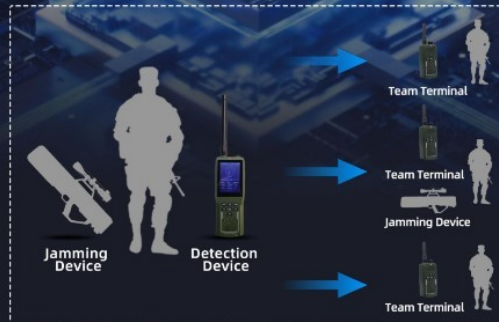 Jamming
Device
Detection
Device
Team Terminal
Team Terminal
Jamming Device
Team Terminal